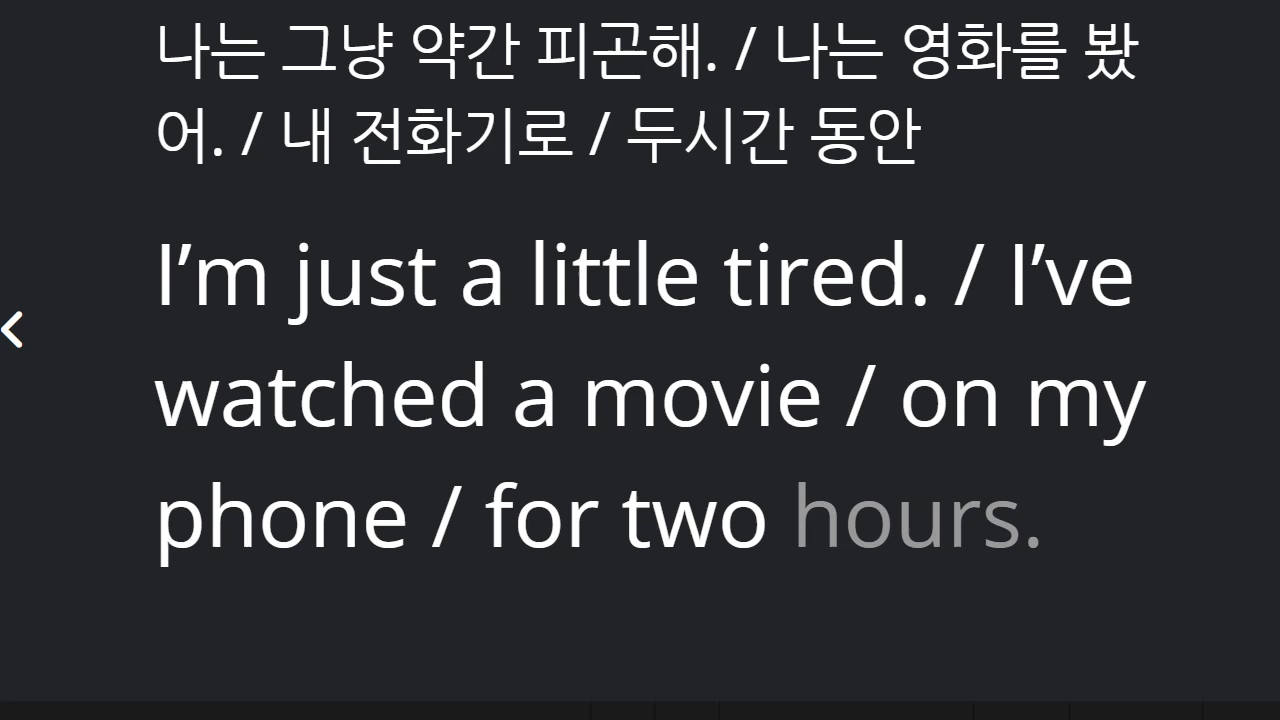 나는 그냥 약간 피곤해. / 나는 영화를 봤
어. / 내 전화기로 / 두시간 동안
I’m just a little tired. / I’ve
watched a movie / on my
phone / for two hours.